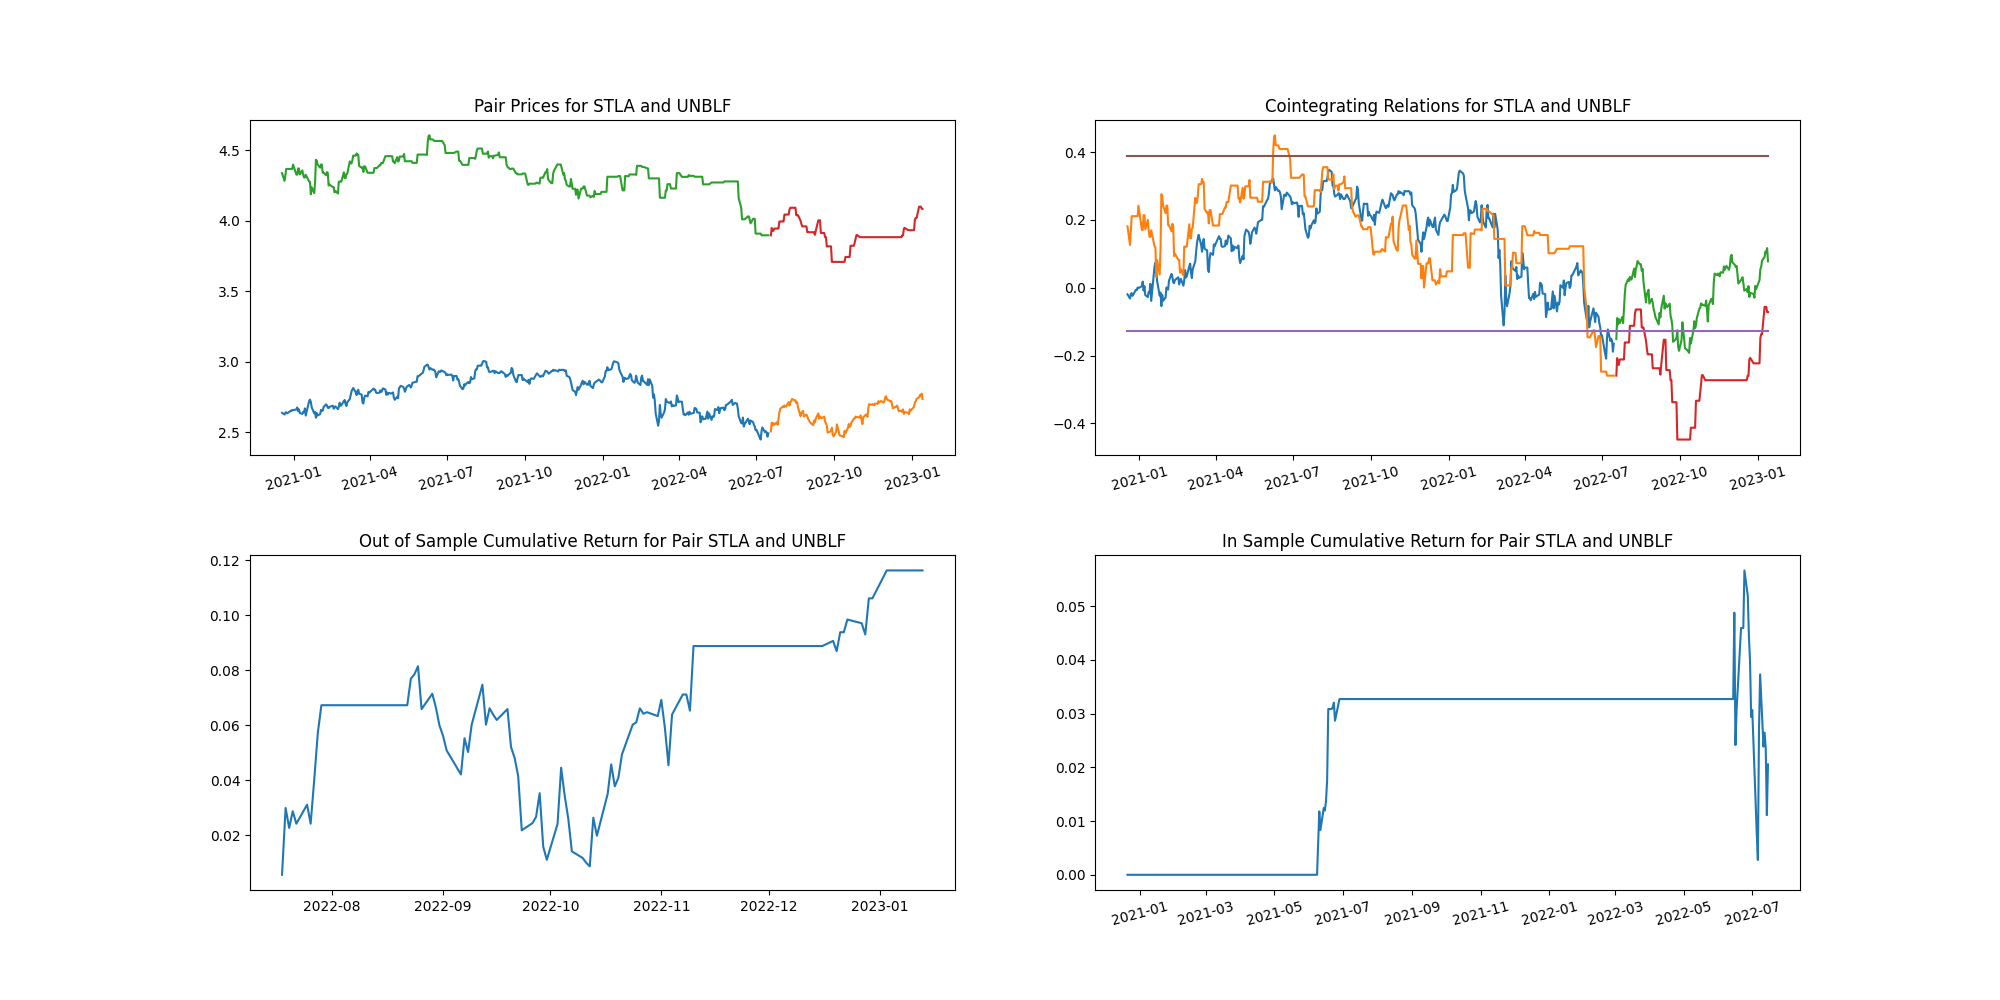 Pair Prices for STLA and UNBLF
4.5
4.0
3.5
3.0
2.5
2021-01 2021-04 2021-07 2021-10 2022-01 2022-04 2022-07 2022-10 2023-01
Cointegrating Relations for STLA and UNBLF
0.4
0.2
0.0
−0.2
−0.4
2021-01 2021-04 2021-07 2021-10 2022-01 2022-04 2022-07 2022-10 2023-01
Out of Sample Cumulative Return for Pair STLA and UNBLF
0.12
0.10
0.08
0.06
0.04
0.02
2022-08 2022-09 2022-10 2022-11 2022-12 2023-01
In Sample Cumulative Return for Pair STLA and UNBLF
0.05
0.04
0.03
0.02
0.01
0.00
2021-01 2021-03 2021-05 2021-07 2021-09 2021-11 2022-01 2022-03 2022-05 2022-07